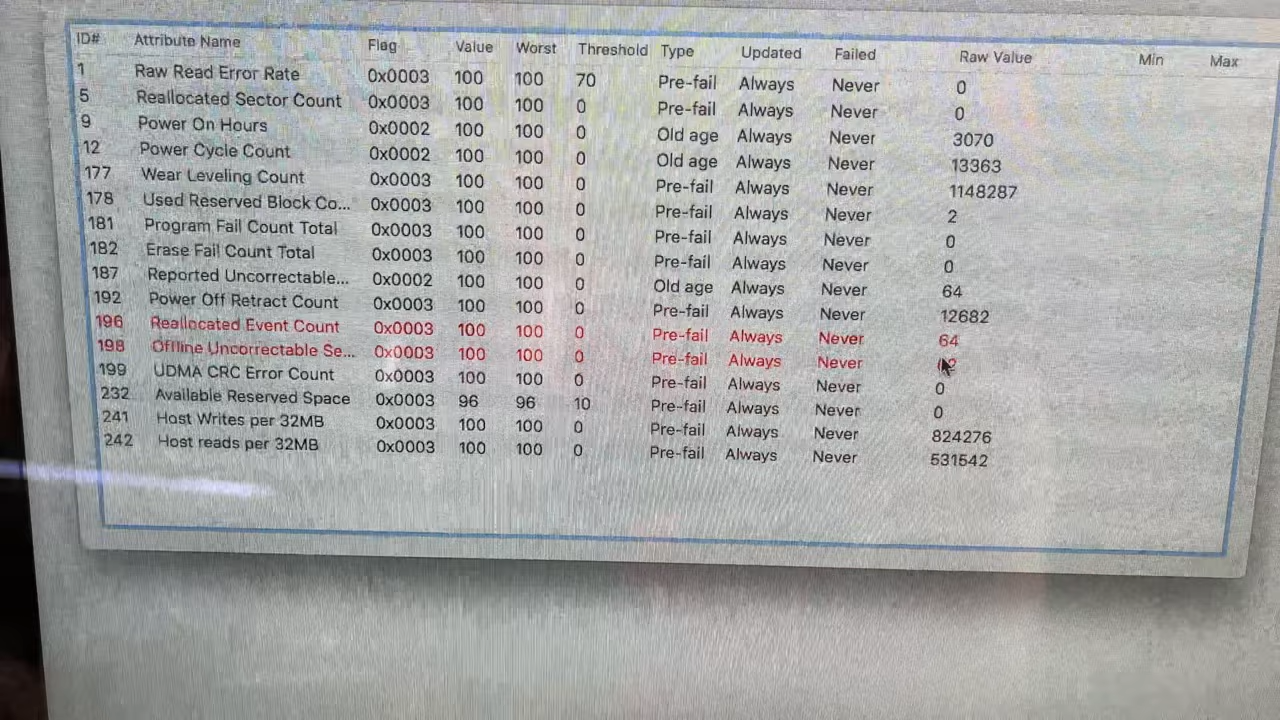 ID# Attribute Name Flag Value Worst Threshold Type Updated Failed Raw Value Min Max
1 Raw Read Error Rate 0x0003 100 100 70 Pre-fail Always Never 0
5 Reallocated Sector Count 0x0003 100 100 0 Pre-fail Always Never 0
9 Power On Hours 0x0002 100 100 0 Old age Always Never 3070
12 Power Cycle Count 0x0002 100 100 0 Old age Always Never 13363
177 Wear Leveling Count 0x0003 100 100 0 Pre-fail Always Never 1148287
178 Used Reserved Block Co... 0x0003 100 100 0 Pre-fail Always Never 2
181 Program Fail Count Total 0x0003 100 100 0 Pre-fail Always Never 0
182 Erase Fail Count Total 0x0003 100 100 0 Pre-fail Always Never 0
187 Reported Uncorrectable... 0x0002 100 100 0 Old age Always Never 64
192 Power Off Retract Count 0x0003 100 100 0 Pre-fail Always Never 12682
196 Reallocated Event Count 0x0003 100 100 0 Pre-fail Always Never 64
198 Offline Uncorrectable Se... 0x0003 100 100 0 Pre-fail Always Never
199 UDMA CRC Error Count 0x0003 100 100 0 Pre-fail Always Never 0
232 Available Reserved Space 0x0003 96 96 10 Pre-fail Always Never 0
241 Host Writes per 32MB 0x0003 100 100 0 Pre-fail Always Never 824276
242 Host reads per 32MB 0x0003 100 100 0 Pre-fail Always Never 531542